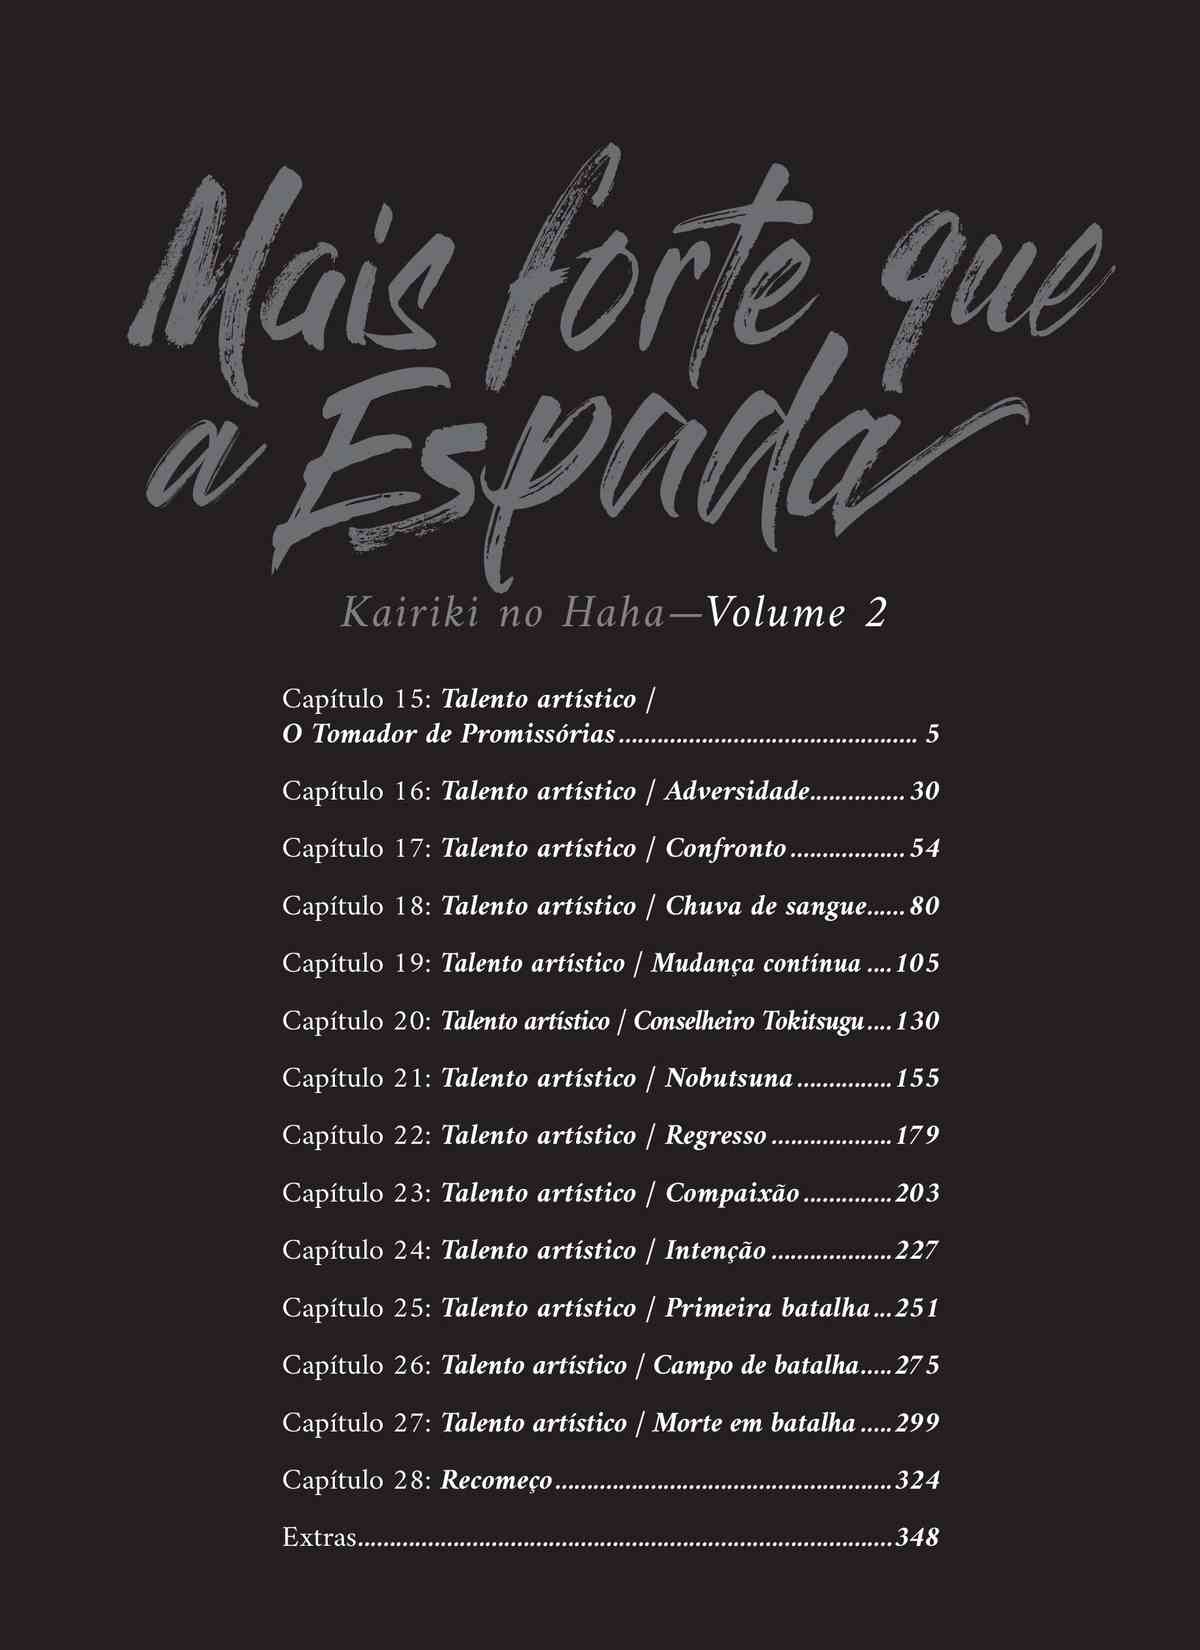 Mais forte que
a Espada
Kairiki no Haha—Volume 2
Capítulo 15: Talento artístico /
O Tomador de Promissórias............................................... 5
Capítulo 16: Talento artístico / Adversidade............... 30
Capítulo 17: Talento artístico / Confronto.................. 54
Capítulo 18: Talento artístico / Chuva de sangue...... 80
Capítulo 19: Talento artístico / Mudança contínua ....105
Capítulo 20: Talento artístico / Conselheiro Tokitsugu....130
Capítulo 21: Talento artístico / Nobutsuna ...............155
Capítulo 22: Talento artístico / Regresso ...................179
Capítulo 23: Talento artístico / Compaixão ..............203
Capítulo 24: Talento artístico / Intenção ...................227
Capítulo 25: Talento artístico / Primeira batalha...251
Capítulo 26: Talento artístico / Campo de batalha.....275
Capítulo 27: Talento artístico / Morte em batalha .....299
Capítulo 28: Recomeço.....................................................324
Extras....................................................................................348